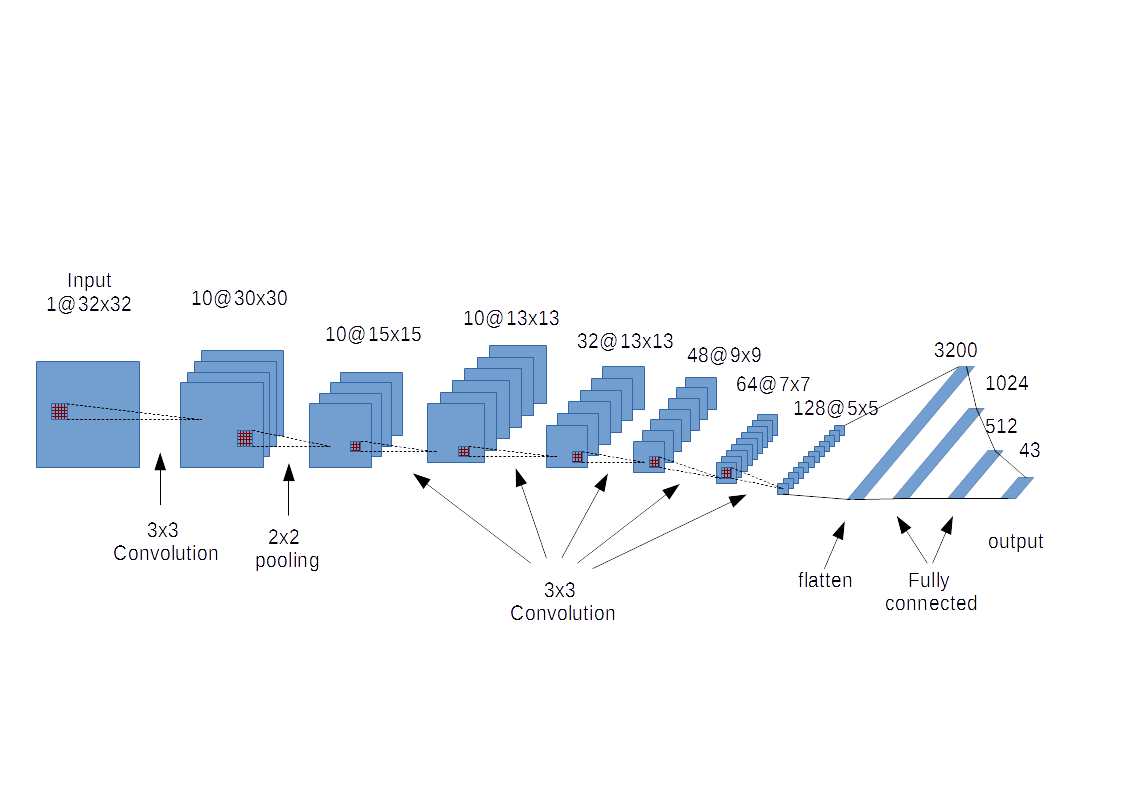 Input
1@32x32
10@30x30
10@15x15
10@13x13
32@13x13
48@9x9
64@7x7
128@5x5
3200
1024
512
43
3x3
Convolution
2x2
pooling
3x3
Convolution
flatten
Fully
connected
output